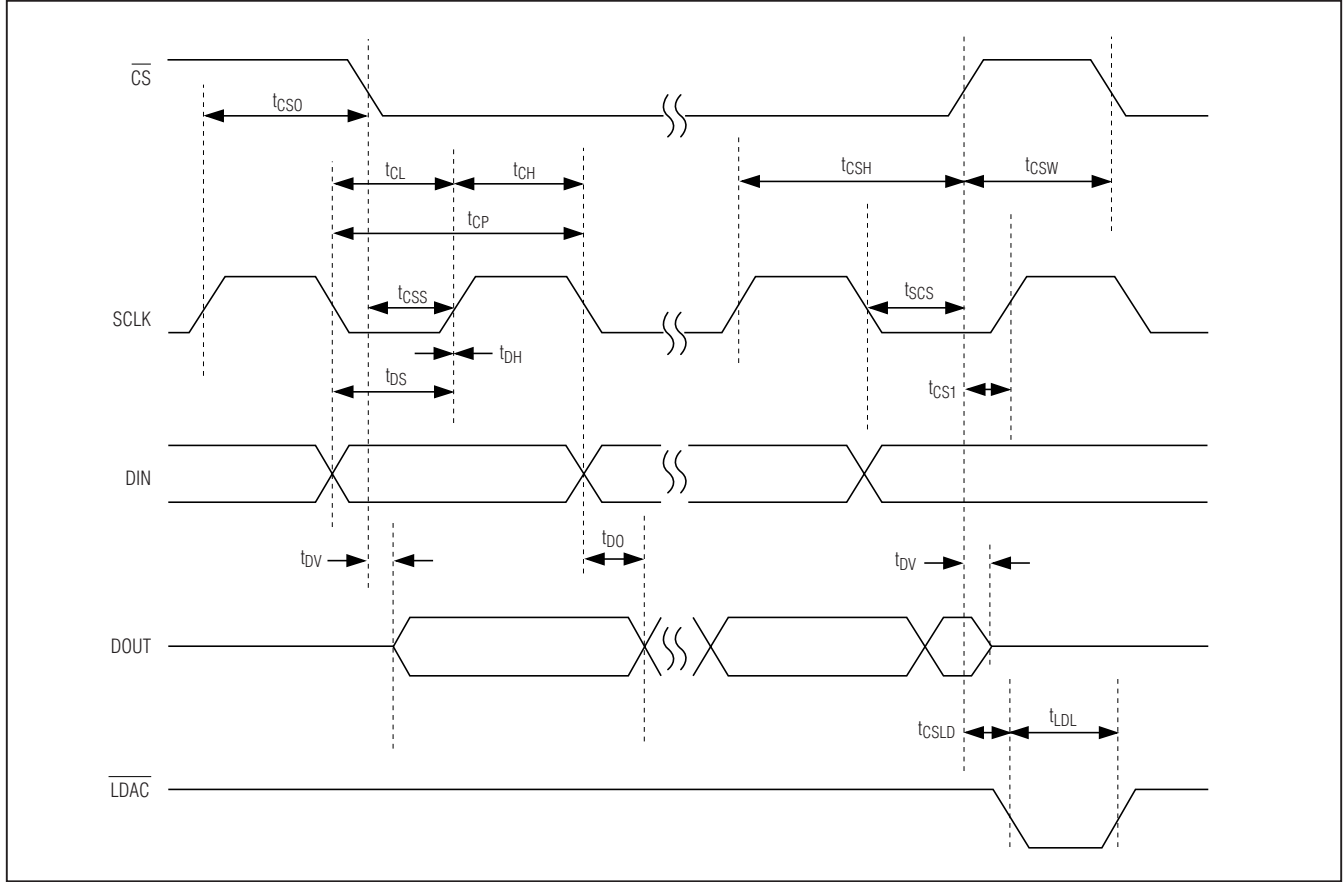 CS
tCS0
tCL
tCH
tCSH
tCSW
tCP
SCLK
tCSS
tSCS
tDH
tDS
tCS1
DIN
tDV
tDO
tDV
DOUT
tCSLD
tLDL
LDAC